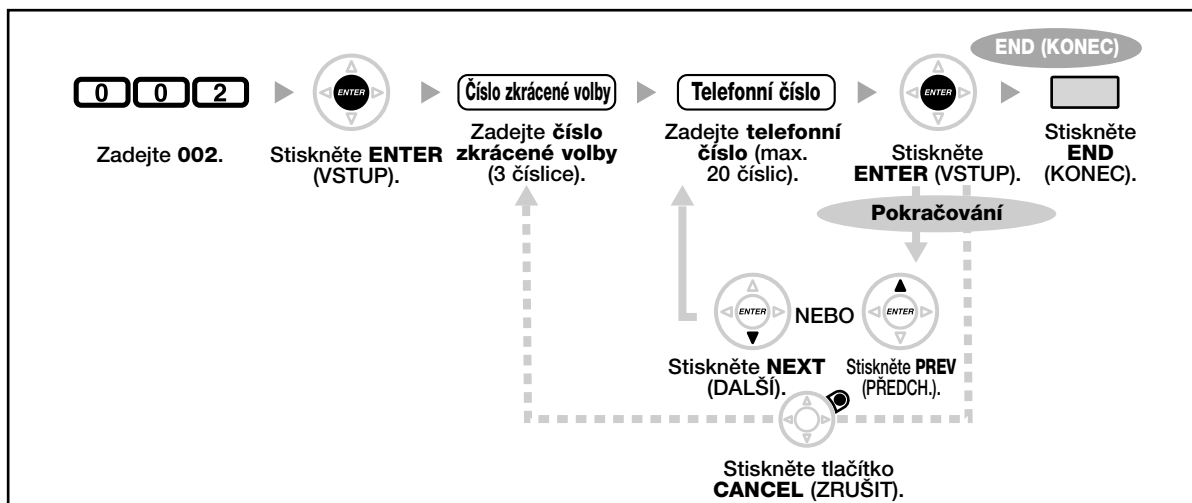 END (KONEC)
0 0 2
ENTER
Číslo zkrácené volby
Telefonní číslo
ENTER
Zadejte 002.
Stiskněte ENTER
(VSTUP).
Zadejte číslo
zkrácené volby
(3 číslice).
Zadejte telefonní
číslo (max.
20 číslic).
Stiskněte
ENTER (VSTUP).
Stiskněte
END
(KONEC).
Pokračování
ENTER
NEBO
ENTER
Stiskněte NEXT
(DALŠÍ).
Stiskněte PREV
(PŘEDCH.).
Stiskněte tlačítko
CANCEL (ZRUŠIT).